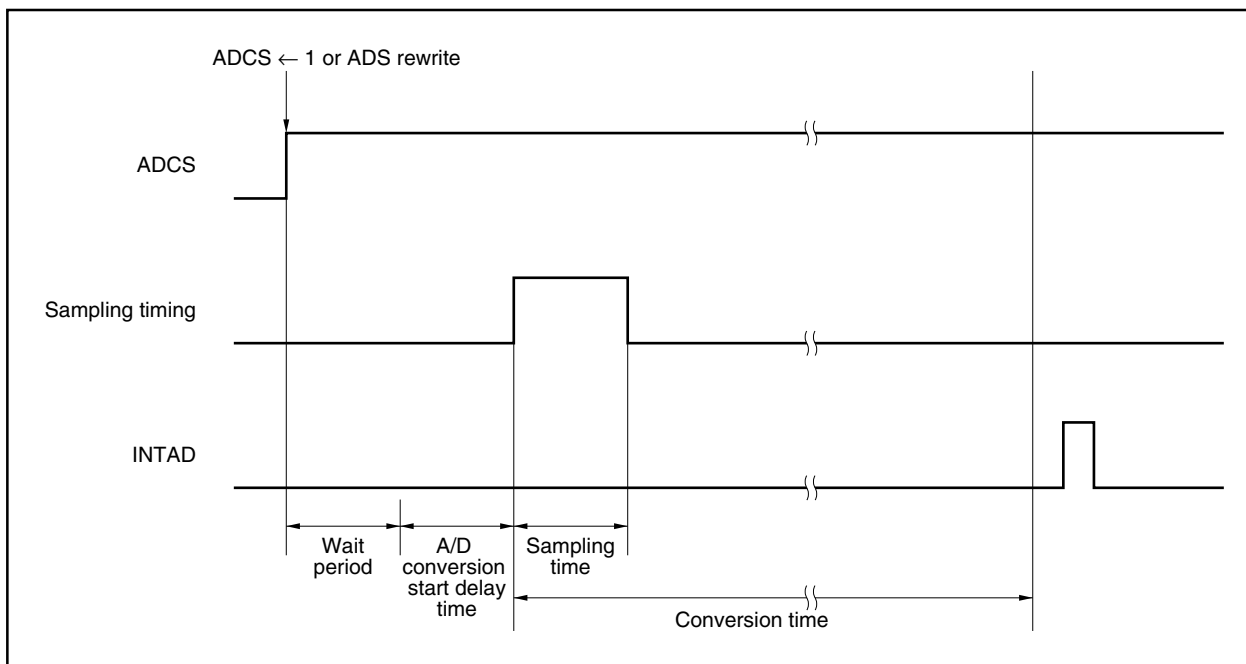 ADCS ← 1 or ADS rewrite
ADCS
Sampling timing
INTAD
Wait
period
A/D
conversion
start delay
time
Sampling
time
Conversion time